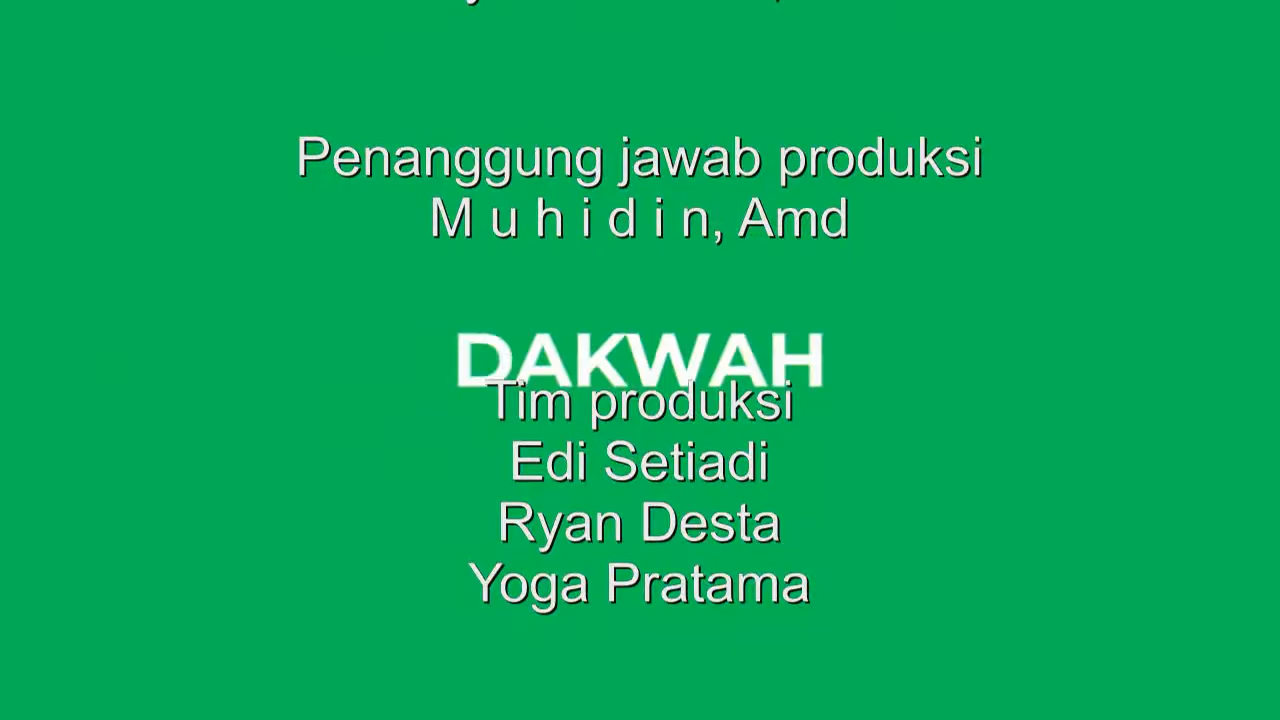 Penanggung jawab produksi
M u h i d i n, Amd
DAKWAH
Tim produksi
Edi Setiadi
Ryan Desta
Yoga Pratama